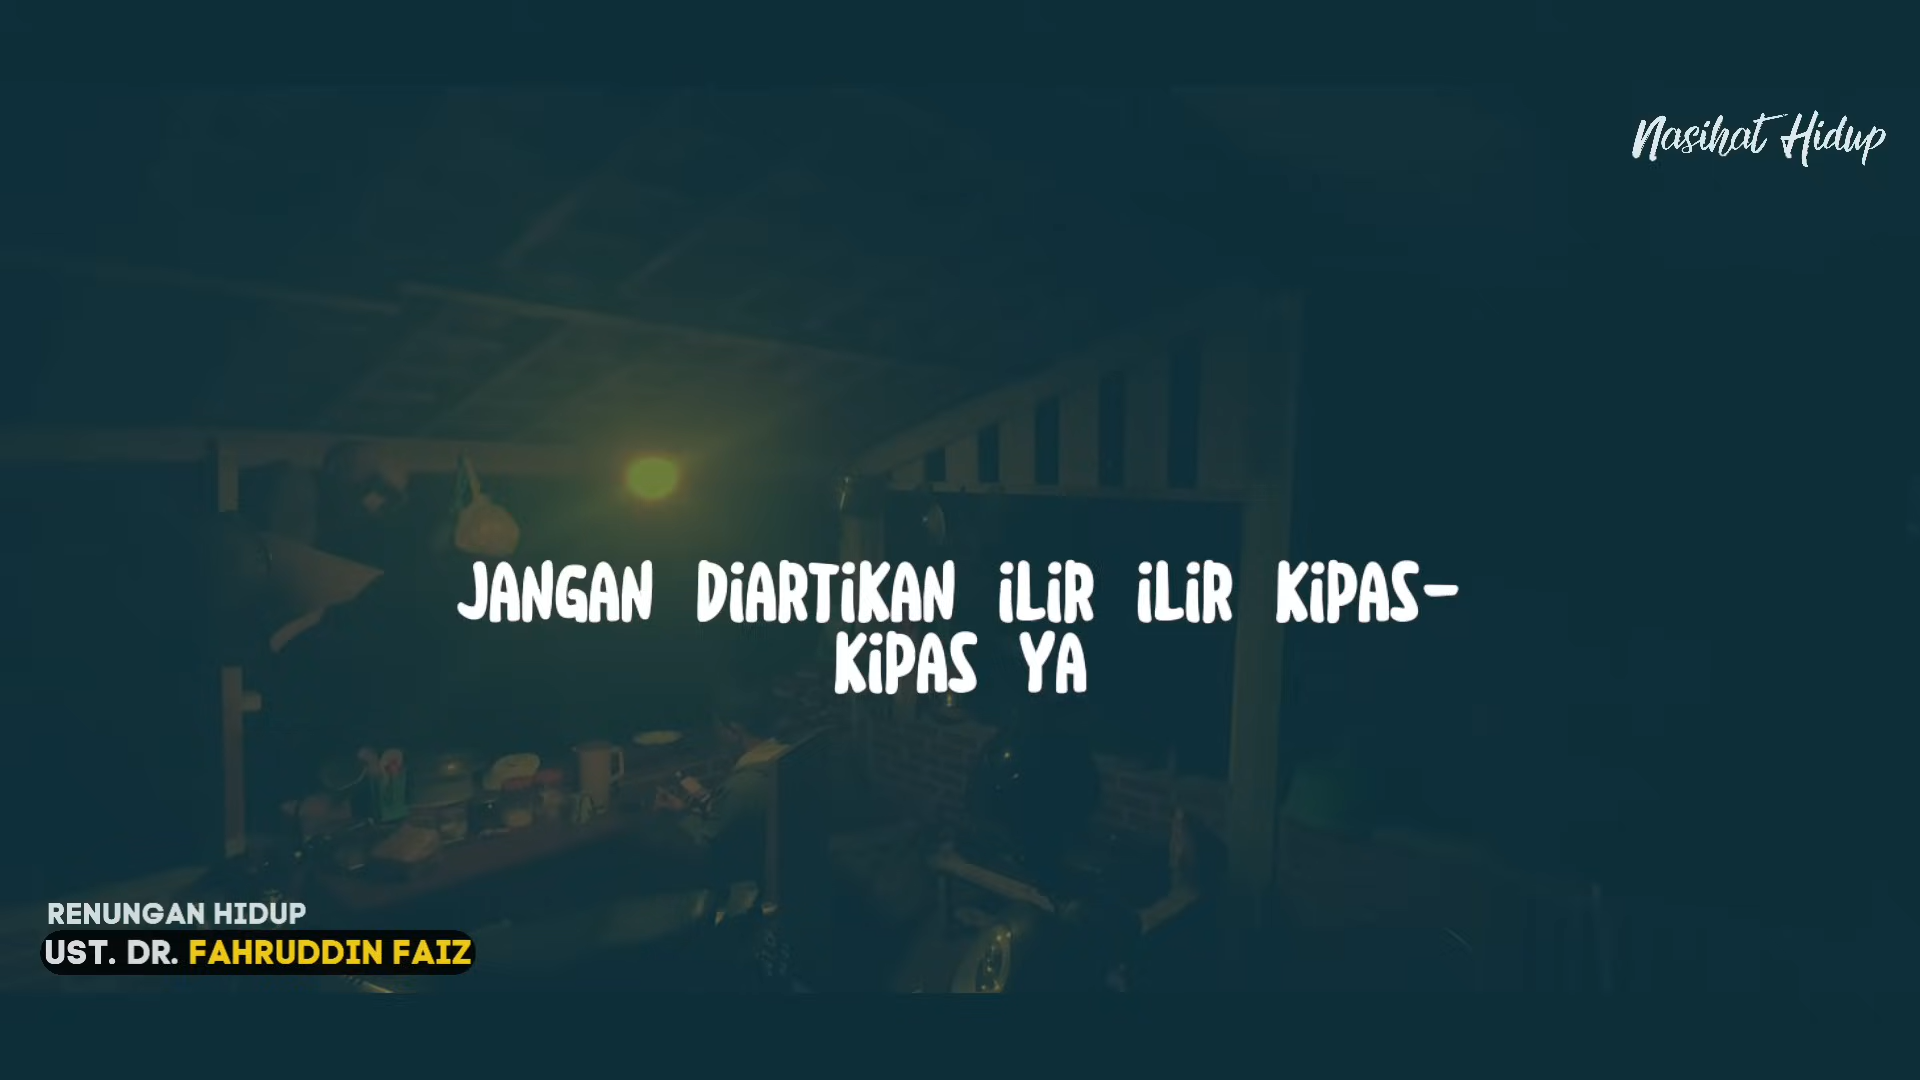 Nasihat Hidup
JANGAN DiARTiKAN iLiR iLiR KiPAS-
KiPAS YA
RENUNGAN HIDUP
UST. DR. FAHRUDDIN FAIZ